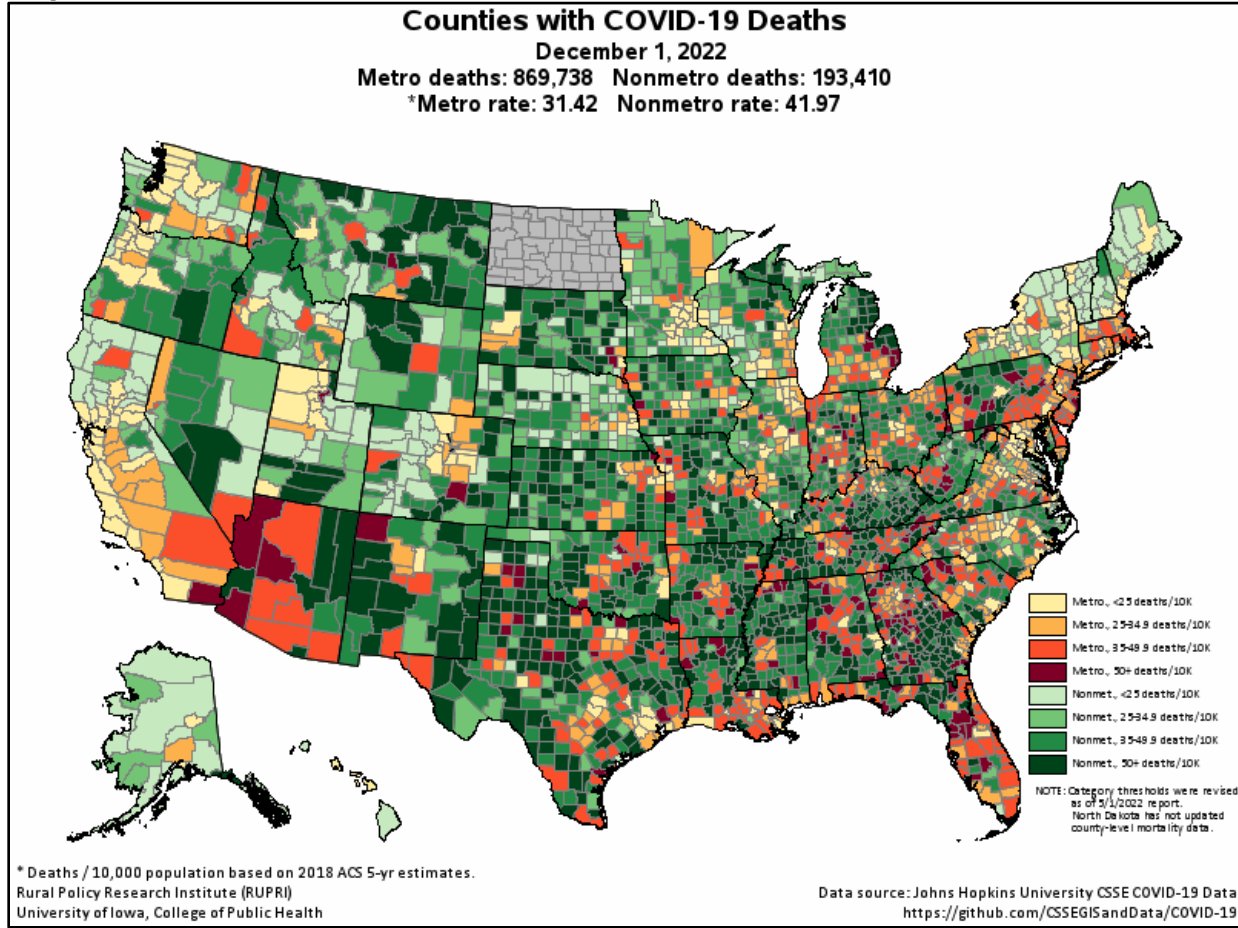 Counties with COVID-19 Deaths
December 1, 2022
Metro deaths: 869,738 Nonmetro deaths: 193,410
*Metro rate: 31.42 Nonmetro rate: 41.97
Metro., <25 deaths/10K
Metro., 25-34.9 deaths/10K
Metro., 35-49.9 deaths/10K
Metro., 50+ deaths/10K
Nonmet., <25 deaths/10K
Nonmet., 25-34.9 deaths/10K
Nonmet., 35-49.9 deaths/10K
Nonmet., 50+ deaths/10K
NOTE: Category thresholds were revised
as of 5/1/2022 report.
North Dakota has not updated
county-level mortality data.
* Deaths / 10,000 population based on 2018 ACS 5-yr estimates.
Rural Policy Research Institute (RUPRI)
University of Iowa, College of Public Health
Data source: Johns Hopkins University CSSE COVID-19 Data
https://github.com/CSSEGISandData/COVID-19